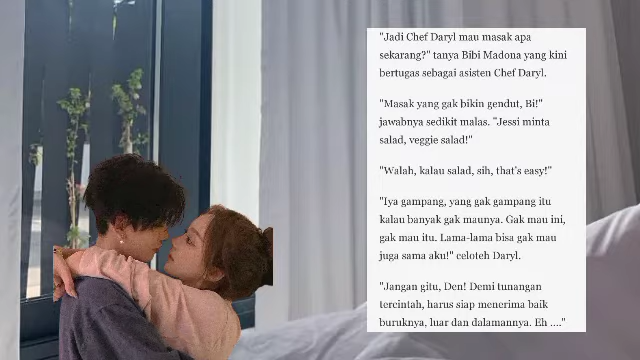 "Jadi Chef Daryl mau masak apa
sekarang?" tanya Bibi Madona yang kini
bertugas sebagai asisten Chef Daryl.
"Masak yang gak bikin gendut, Bi!"
jawabnya sedikit malas. "Jessi minta
salad, veggie salad!"
"Walah, kalau salad, sih, that's easy!"
"Iya gampang, yang gak gampang itu
kalau banyak gak maunya. Gak mau ini,
gak mau itu. Lama-lama bisa gak mau
juga sama aku!" celoteh Daryl.
"Jangan gitu, Den! Demi tunangan
tercintah, harus siap menerima baik
buruknya, luar dan dalamannya. Eh ...."